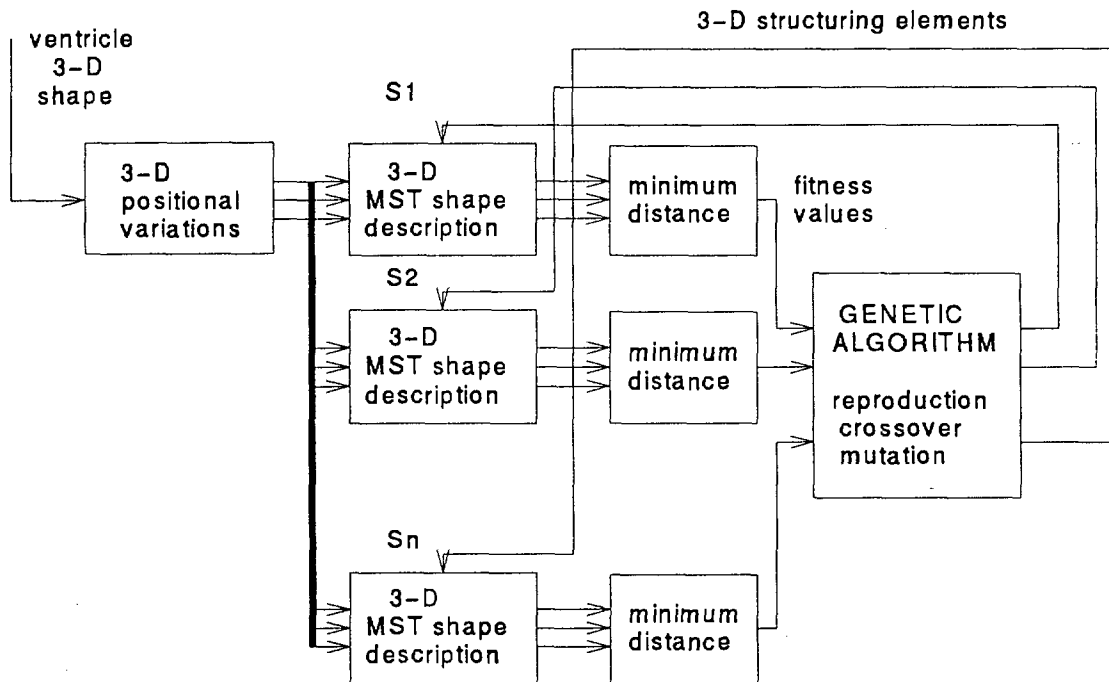 3-D structuring elements
ventricle
3-D
shape
S1
3-D
positional
variations
3-D
MST shape
description
minimum
distance
fitness
values
S2
3-D
MST shape
description
minimum
distance
GENETIC
ALGORITHM
reproduction
crossover
mutation
Sn
3-D
MST shape
description
minimum
distance